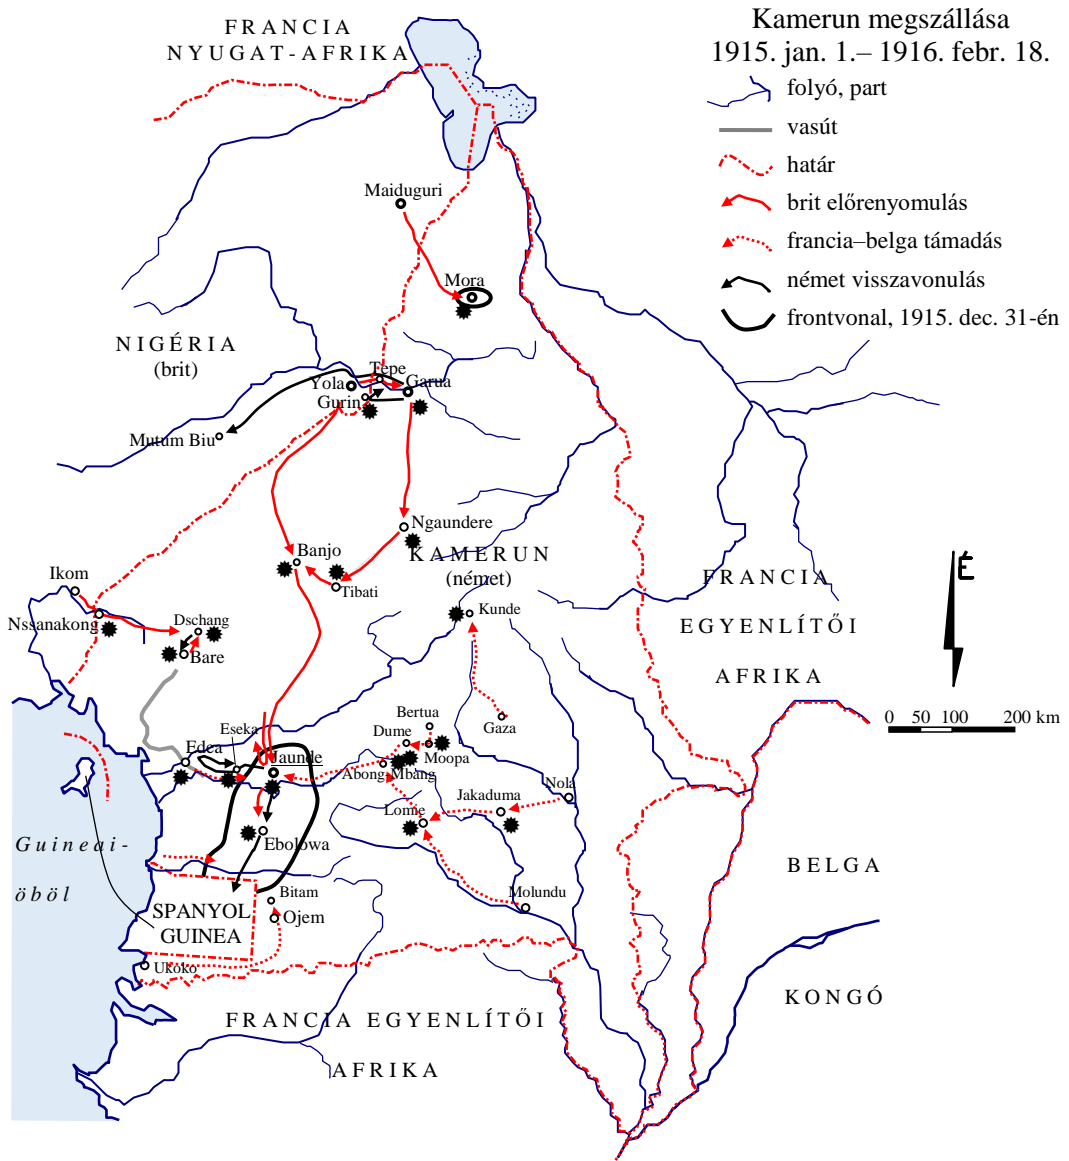 Kamerun megszállása
1915. jan. 1.– 1916. febr. 18.
folyó, part
vasút
határ
brit előrenyomulás
francia–belga támadás
német visszavonulás
frontvonal, 1915. dec. 31-én
FRANCIA
NYUGAT-AFRIKA
Maiduguri
Mora
NIGÉRIA
(brit)
Tepe
Yola
Garua
Gurin
Mutum Biu
Ngaundere
Banjo
KAMERUN
(német)
Tibati
Ikom
Nssanakong
Dschang
Bare
Kunde
FRANCIA
EGYENLÍTŐI
AFRIKA
É
0 50 100 200 km
Gaza
Bertua
Dume
Moopa
Eseka
Edea
Jaunde
Abong-Mbang
Nola
Jakaduma
Lomie
Ebolowa
Guineai-
öböl
BELGA
Molundu
Bitam
Ojem
SPANYOL
GUINEA
Ukoko
KONGÓ
FRANCIA EGYENLÍTŐI
AFRIKA